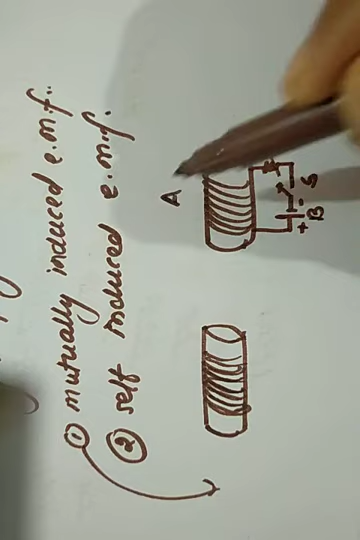 ① mutually induced e.m.f.
② self induced e.m.f.
A
R
S
+ B